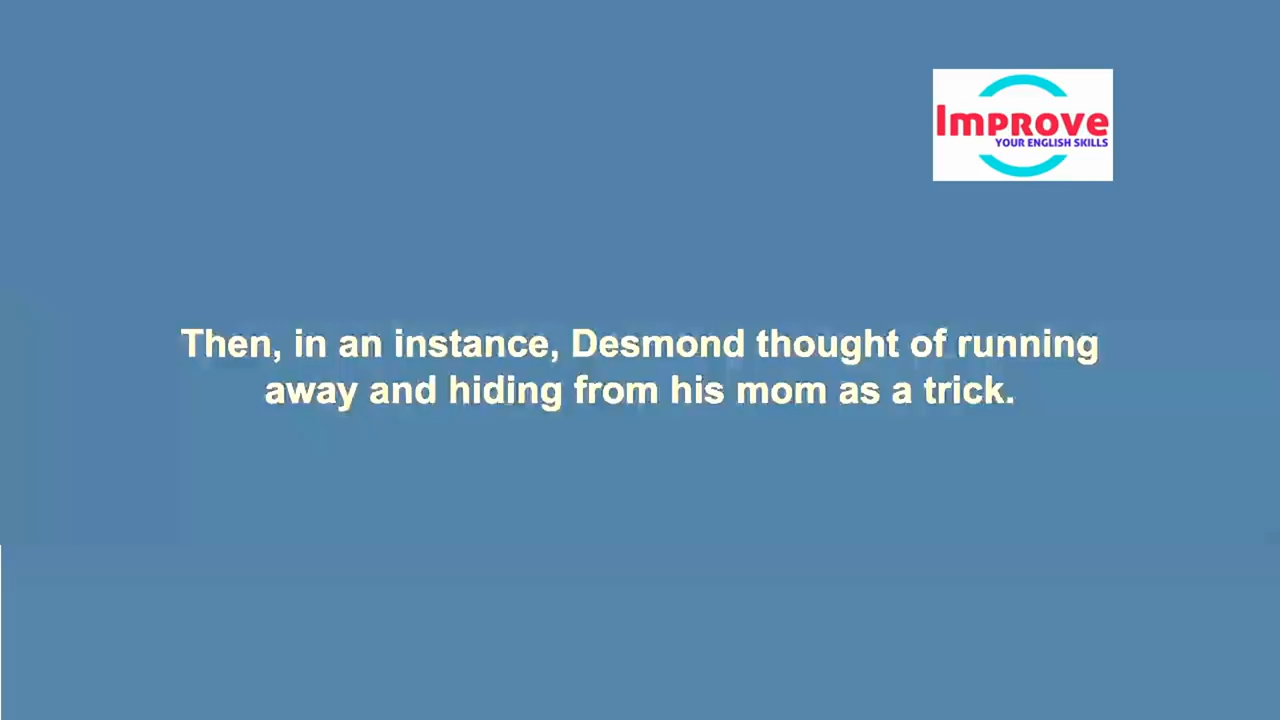 Improve
YOUR ENGLISH SKILLS
Then, in an instance, Desmond thought of running
away and hiding from his mom as a trick.